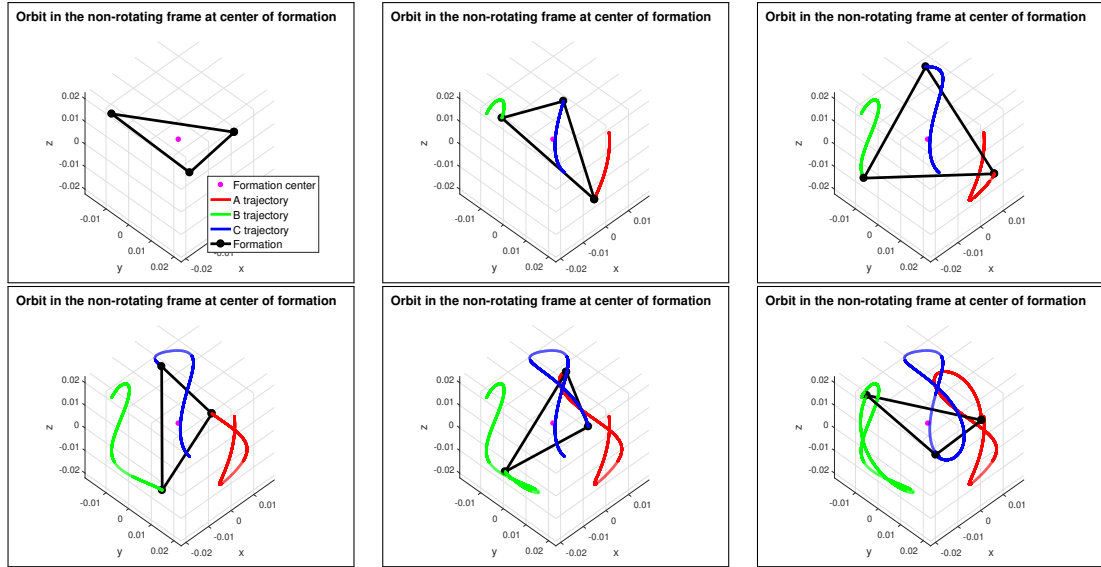 Orbit in the non-rotating frame at center of formation
0.02
0.01
0
-0.01
-0.02
z
-0.01
0
0.01
0.02
y
-0.02
-0.01
0
0.01
x
Formation center
A trajectory
B trajectory
C trajectory
Formation
Orbit in the non-rotating frame at center of formation
0.02
0.01
0
-0.01
-0.02
z
-0.01
0
0.01
0.02
y
-0.02
-0.01
0
0.01
x
Orbit in the non-rotating frame at center of formation
0.02
0.01
0
-0.01
-0.02
z
-0.01
0
0.01
0.02
y
-0.02
-0.01
0
0.01
x
Orbit in the non-rotating frame at center of formation
0.02
0.01
0
-0.01
-0.02
z
-0.01
0
0.01
0.02
y
-0.02
-0.01
0
0.01
x
Orbit in the non-rotating frame at center of formation
0.02
0.01
0
-0.01
-0.02
z
-0.01
0
0.01
0.02
y
-0.02
-0.01
0
0.01
x
Orbit in the non-rotating frame at center of formation
0.02
0.01
0
-0.01
-0.02
z
-0.01
0
0.01
0.02
y
-0.02
-0.01
0
0.01
x